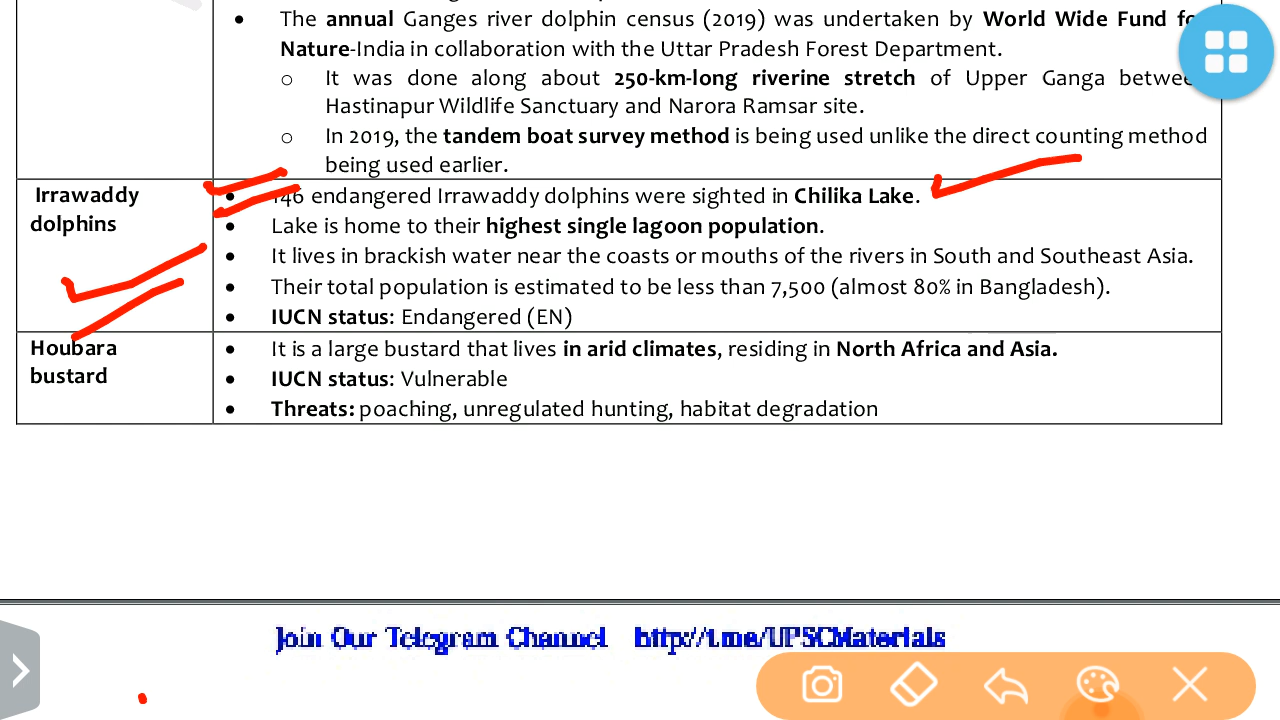 • The annual Ganges river dolphin census (2019) was undertaken by World Wide Fund
Nature-India in collaboration with the Uttar Pradesh Forest Department.
o It was done along about 250-km-long riverine stretch of Upper Ganga
Hastinapur Wildlife Sanctuary and Narora Ramsar site.
o In 2019, the tandem boat survey method is being used unlike the direct counting method
being used earlier.
Irrawaddy
dolphins
• 146 endangered Irrawaddy dolphins were sighted in Chilika Lake.
• Lake is home to their highest single lagoon population.
• It lives in brackish water near the coasts or mouths of the rivers in South and Southeast Asia.
• Their total population is estimated to be less than 7,500 (almost 80% in Bangladesh).
• IUCN status: Endangered (EN)
Houbara
bustard
• It is a large bustard that lives in arid climates, residing in North Africa and Asia.
• IUCN status: Vulnerable
• Threats: poaching, unregulated hunting, habitat degradation
Join Our Telegram Channel http://t.me/UPSCMaterials